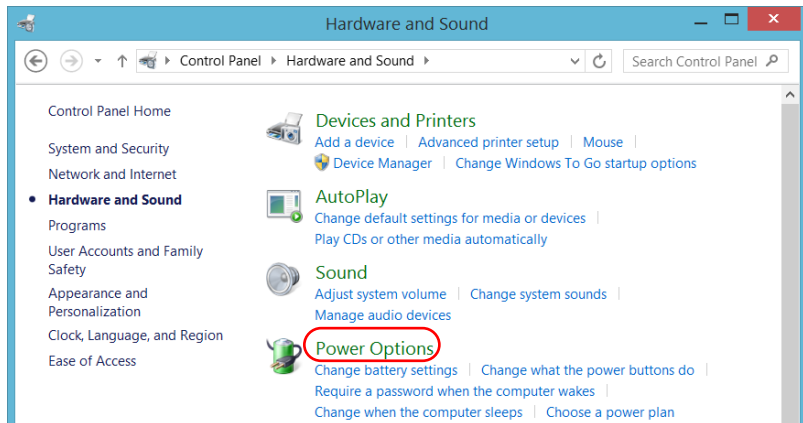 Hardware and Sound
Control Panel Hardware and Sound
Search Control Panel
Control Panel Home
System and Security
Network and Internet
Hardware and Sound
Programs
User Accounts and Family
Safety
Appearance and
Personalization
Clock, Language, and Region
Ease of Access
Devices and Printers
Add a device Advanced printer setup Mouse
Device Manager Change Windows To Go startup options
AutoPlay
Change default settings for media or devices
Play CDs or other media automatically
Sound
Adjust system volume Change system sounds
Manage audio devices
Power Options
Change battery settings Change what the power buttons do
Require a password when the computer wakes
Change when the computer sleeps Choose a power plan